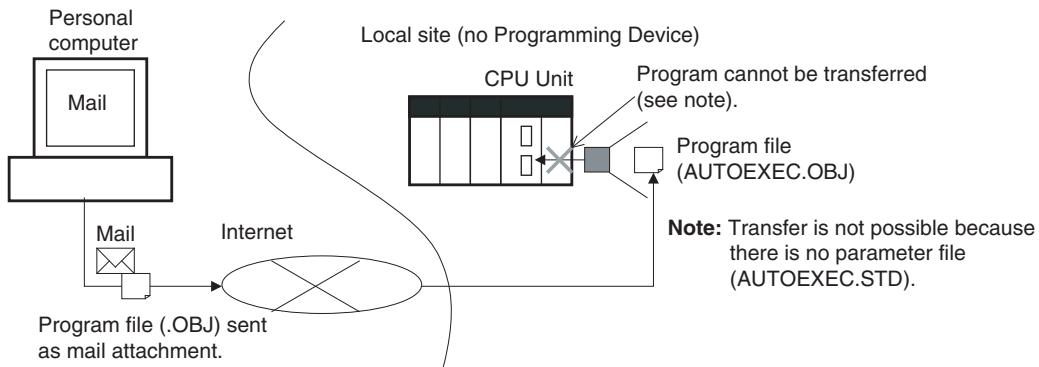 Personal
computer
Mail
Mail
Program file (.OBJ) sent
as mail attachment.
Internet
Local site (no Programming Device)
CPU Unit
Program cannot be transferred
(see note).
Program file
(AUTOEXEC.OBJ)
Note: Transfer is not possible because
there is no parameter file
(AUTOEXEC.STD).